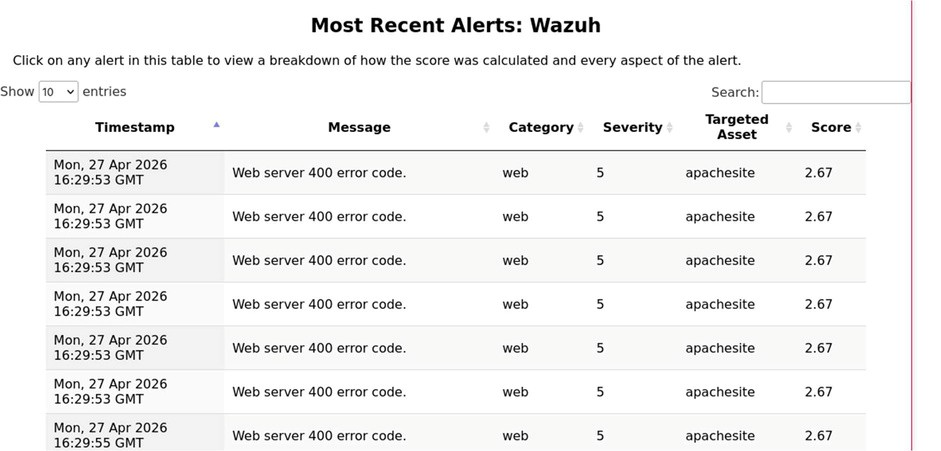 Most Recent Alerts: Wazuh
Click on any alert in this table to view a breakdown of how the score was calculated and every aspect of the alert.
Show 10 entries Search:
Timestamp Message Category Severity Targeted Asset Score
Mon, 27 Apr 2026
16:29:53 GMT Web server 400 error code. web 5 apachesite 2.67
Mon, 27 Apr 2026
16:29:53 GMT Web server 400 error code. web 5 apachesite 2.67
Mon, 27 Apr 2026
16:29:53 GMT Web server 400 error code. web 5 apachesite 2.67
Mon, 27 Apr 2026
16:29:53 GMT Web server 400 error code. web 5 apachesite 2.67
Mon, 27 Apr 2026
16:29:53 GMT Web server 400 error code. web 5 apachesite 2.67
Mon, 27 Apr 2026
16:29:53 GMT Web server 400 error code. web 5 apachesite 2.67
Mon, 27 Apr 2026
16:29:55 GMT Web server 400 error code. web 5 apachesite 2.67